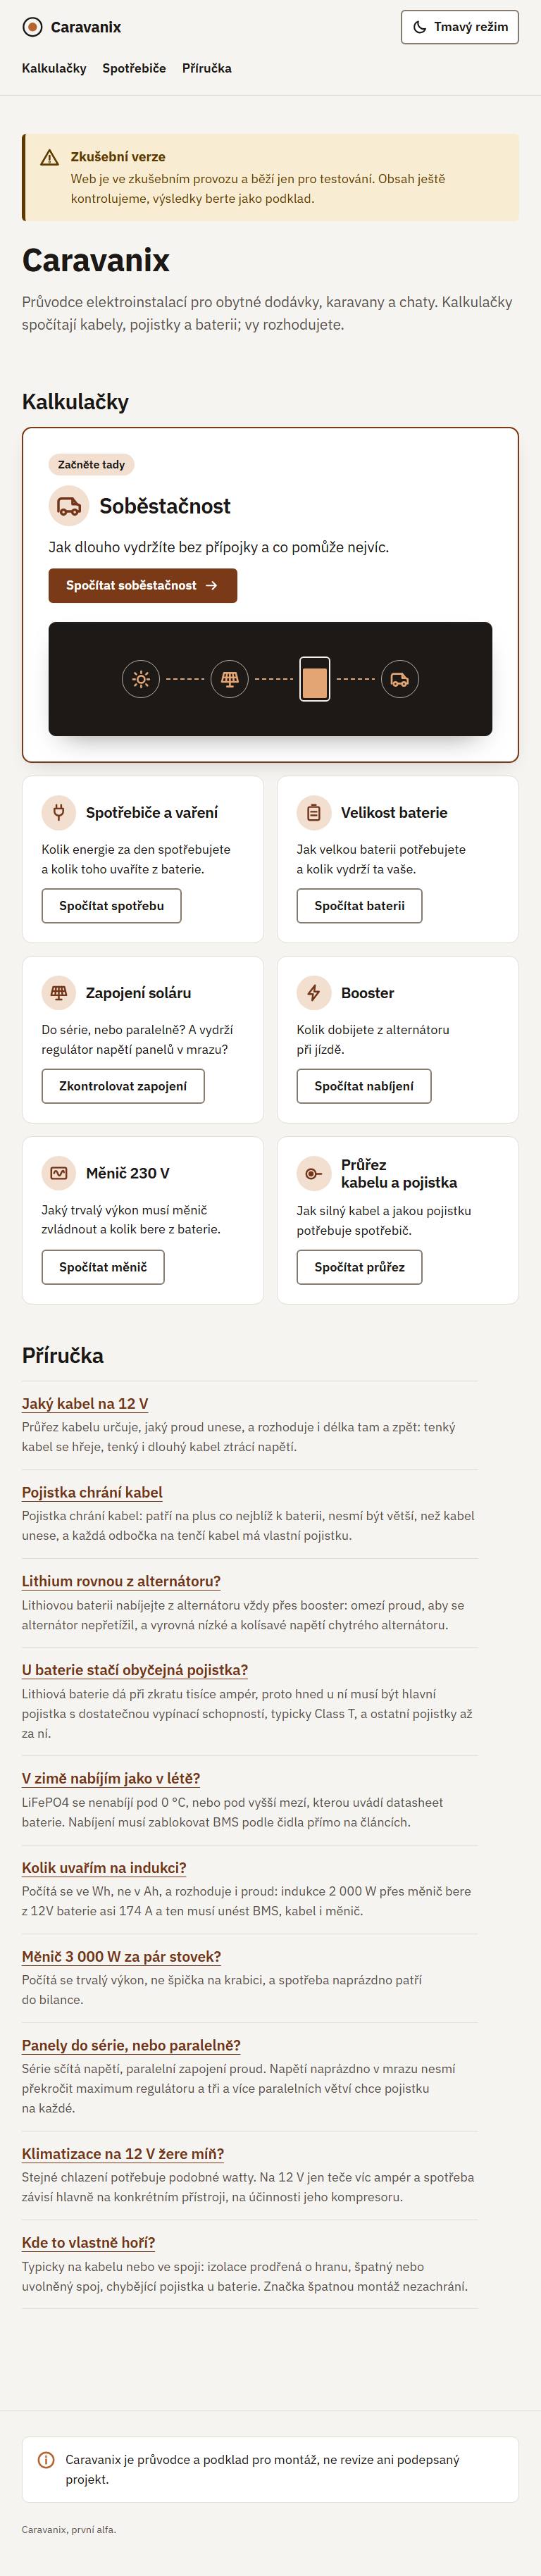 Caravanix
Tmavý režim
Kalkulačky Spotřebiče Příručka
Zkušební verze
Web je ve zkušebním provozu a běží jen pro testování. Obsah ještě
kontrolujeme, výsledky berte jako podklad.
Caravanix
Průvodce elektroinstalací pro obytné dodávky, karavany a chaty. Kalkulačky
spočítají kabely, pojistky a baterii; vy rozhodujete.
Kalkulačky
Začněte tady
Soběstačnost
Jak dlouho vydržíte bez přípojky a co pomůže nejvíc.
Spočítat soběstačnost
Spotřebiče a vaření
Kolik energie za den spotřebujete
a kolik toho uvaříte z baterie.
Spočítat spotřebu
Velikost baterie
Jak velkou baterii potřebujete
a kolik vydrží ta vaše.
Spočítat baterii
Zapojení soláru
Do série, nebo paralelně? A vydrží
regulátor napětí panelů v mrazu?
Zkontrolovat zapojení
Booster
Kolik dobijete z alternátoru
při jízdě.
Spočítat nabíjení
Měnič 230 V
Jaký trvalý výkon musí měnič
zvládnout a kolik bere z baterie.
Spočítat měnič
Průřez
kabelu a pojistka
Jak silný kabel a jakou pojistku
potřebuje spotřebič.
Spočítat průřez
Příručka
Jaký kabel na 12 V
Průřez kabelu určuje, jaký proud unese, a rozhoduje i délka tam a zpět: tenký
kabel se hřeje, tenký i dlouhý kabel ztrácí napětí.
Pojistka chrání kabel
Pojistka chrání kabel: patří na plus co nejblíž k baterii, nesmí být větší, než kabel
unese, a každá odbočka na tenčí kabel má vlastní pojistku.
Lithium rovnou z alternátoru?
Lithiovou baterii nabíjejte z alternátoru vždy přes booster: omezí proud, aby se
alternátor nepřetížil, a vyrovná nízké a kolísavé napětí chytrého alternátoru.
U baterie stačí obyčejná pojistka?
Lithiová baterie dá při zkratu tisíce ampér, proto hned u ní musí být hlavní
pojistka s dostatečnou vypínací schopností, typicky Class T, a ostatní pojistky až
za ní.
V zimě nabíjím jako v létě?
LiFePO4 se nenabíjí pod 0 °C, nebo pod vyšší mezí, kterou uvádí datasheet
baterie. Nabíjení musí zablokovat BMS podle čidla přímo na článcích.
Kolik uvařím na indukci?
Počítá se ve Wh, ne v Ah, a rozhoduje i proud: indukce 2 000 W přes měnič bere
z 12V baterie asi 174 A a ten musí unést BMS, kabel i měnič.
Měnič 3 000 W za pár stovek?
Počítá se trvalý výkon, ne špička na krabici, a spotřeba naprázdno patří
do bilance.
Panely do série, nebo paralelně?
Série sčítá napětí, paralelní zapojení proud. Napětí naprázdno v mrazu nesmí
překročit maximum regulátoru a tři a více paralelních větví chce pojistku
na každé.
Klimatizace na 12 V žere míň?
Stejné chlazení potřebuje podobné watty. Na 12 V jen teče víc ampér a spotřeba
závisí hlavně na konkrétním přístroji, na účinnosti jeho kompresoru.
Kde to vlastně hoří?
Typicky na kabelu nebo ve spoji: izolace prodřená o hranu, špatný nebo
uvolněný spoj, chybějící pojistka u baterie. Značka špatnou montáž nezachrání.
Caravanix je průvodce a podklad pro montáž, ne revize ani podepsaný
projekt.
Caravanix, první alfa.